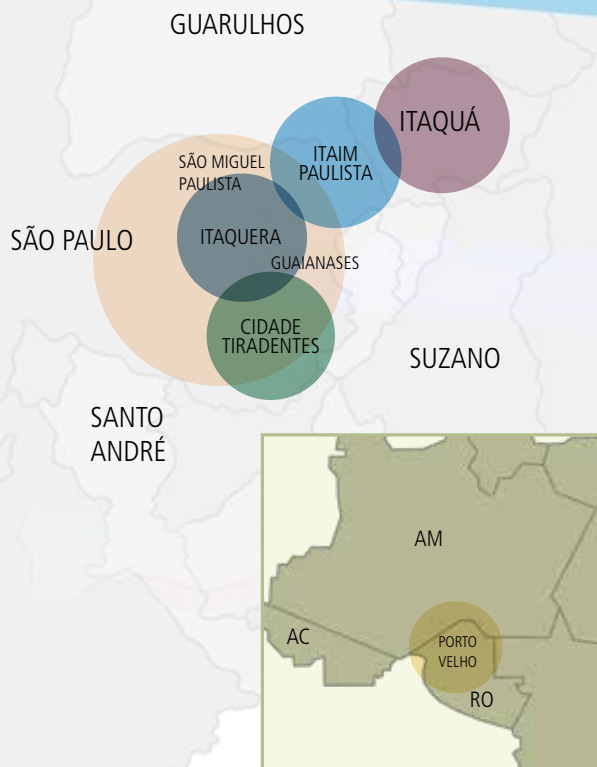 GUARULHOS
ITAQUÁ
ITAIM
PAULISTA
SÃO MIGUEL
PAULISTA
SÃO PAULO
ITAQUERA
GUAIANASES
CIDADE
TIRADENTES
SUZANO
SANTO
ANDRÉ
AM
AC
PORTO
VELHO
RO